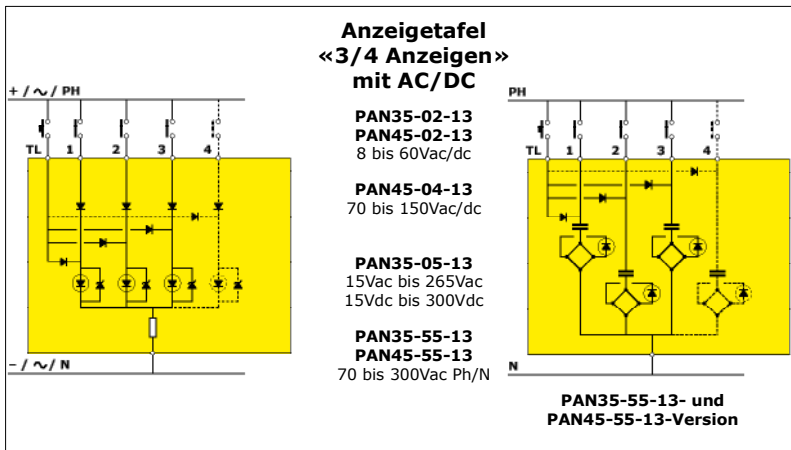 Anzeigetafel
«3/4 Anzeigen»
mit AC/DC
+ / ~ / PH
TL 1 2 3 4
− / ~ / N
PAN35-02-13
PAN45-02-13
8 bis 60Vac/dc
PAN45-04-13
70 bis 150Vac/dc
PAN35-05-13
15Vac bis 265Vac
15Vdc bis 300Vdc
PAN35-55-13
PAN45-55-13
70 bis 300Vac Ph/N
PH
TL 1 2 3 4
N
PAN35-55-13- und
PAN45-55-13-Version